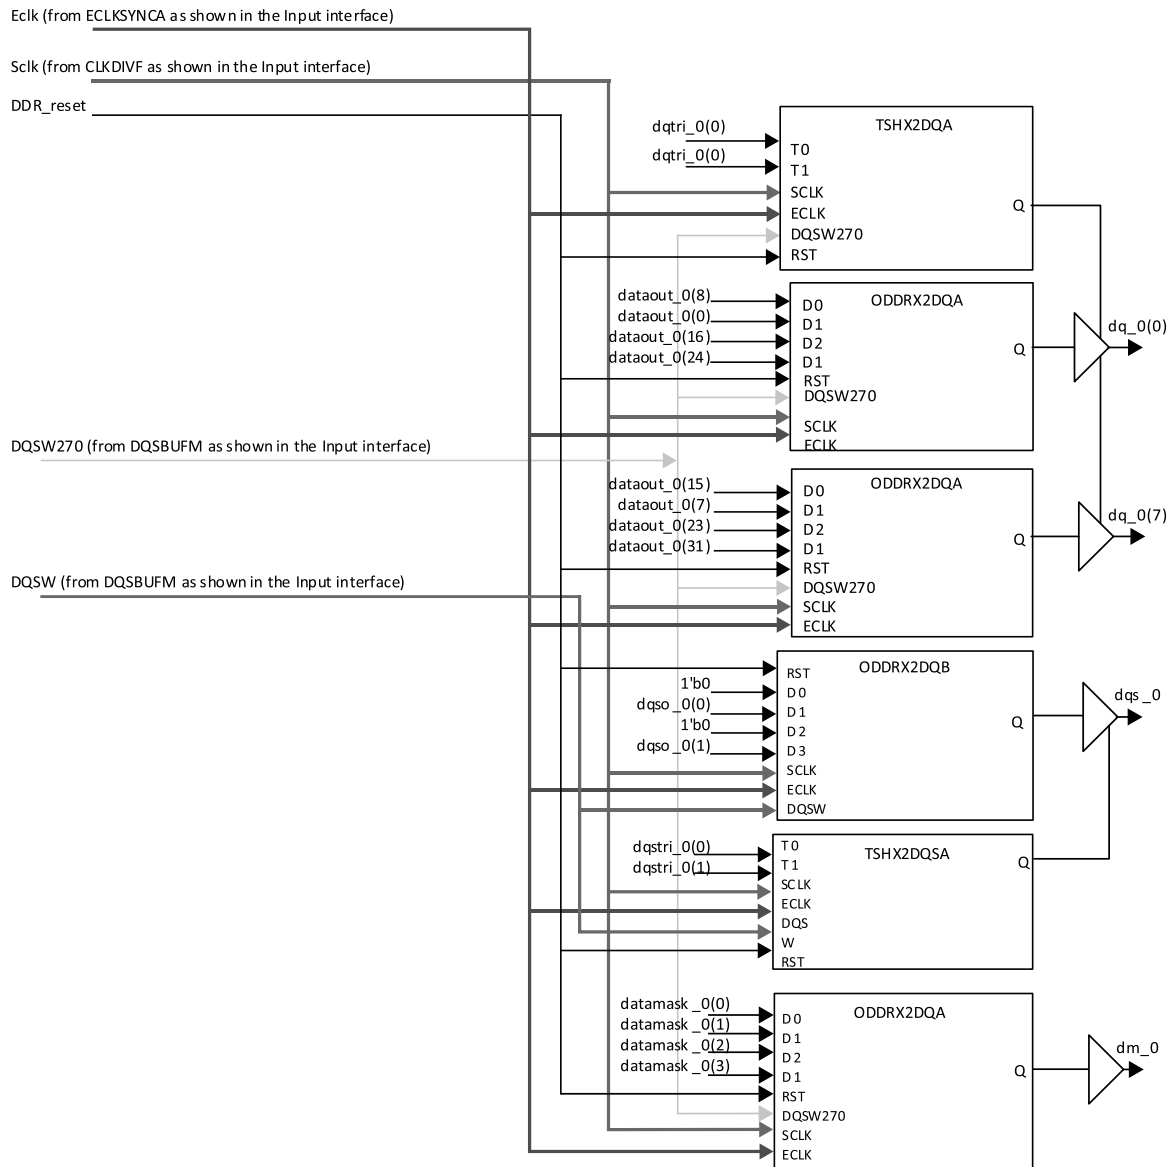 Eclk (from ECLKSYNCA as shown in the Input interface)
Sclk (from CLKDIVF as shown in the Input interface)
DDR_reset
dqtri_0(0)
dqtri_0(0)
TSHX2DQA
T0
T1
SCLK
ECLK
DQSW270
RST
Q
dataout_0(8)
dataout_0(0)
dataout_0(16)
dataout_0(24)
ODDRX2DQA
D0
D1
D2
D1
RST
DQSW270
SCLK
ECLK
Q
dq_0(0)
DQSW270 (from DQSBUFM as shown in the Input interface)
dataout_0(15)
dataout_0(7)
dataout_0(23)
dataout_0(31)
ODDRX2DQA
D0
D1
D2
D1
RST
DQSW270
SCLK
ECLK
Q
dq_0(7)
DQSW (from DQSBUFM as shown in the Input interface)
1'b0
dqso_0(0)
1'b0
dqso_0(1)
ODDRX2DQB
RST
D0
D1
D2
D3
SCLK
ECLK
DQSW
Q
dqs_0
dqstri_0(0)
dqstri_0(1)
TSHX2DQSA
T0
T1
SCLK
ECLK
DQS
W
RST
Q
datamask_0(0)
datamask_0(1)
datamask_0(2)
datamask_0(3)
ODDRX2DQA
D0
D1
D2
D1
RST
DQSW270
SCLK
ECLK
Q
dm_0